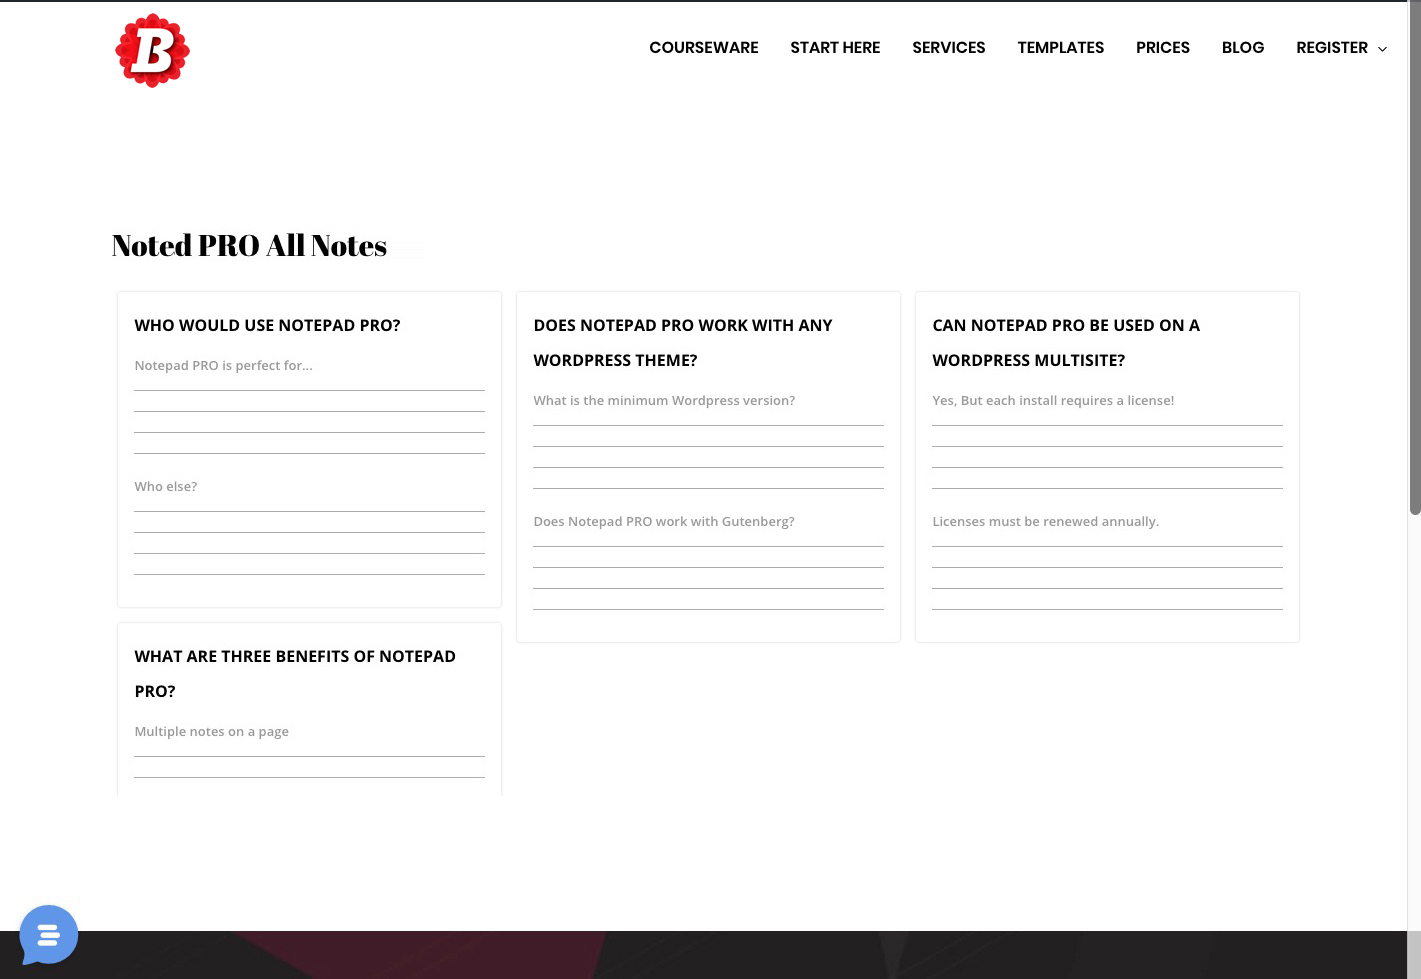 B
COURSEWARE START HERE SERVICES TEMPLATES PRICES BLOG REGISTER
Noted PRO All Notes
WHO WOULD USE NOTEPAD PRO?
Notepad PRO is perfect for...
Who else?
DOES NOTEPAD PRO WORK WITH ANY
WORDPRESS THEME?
What is the minimum Wordpress version?
Does Notepad PRO work with Gutenberg?
CAN NOTEPAD PRO BE USED ON A
WORDPRESS MULTISITE?
Yes, But each install requires a license!
Licenses must be renewed annually.
WHAT ARE THREE BENEFITS OF NOTEPAD
PRO?
Multiple notes on a page